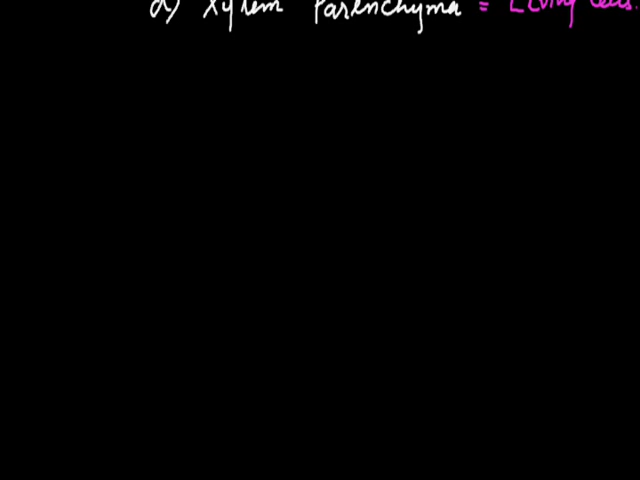 d) Xylem Parenchyma = Living cells.